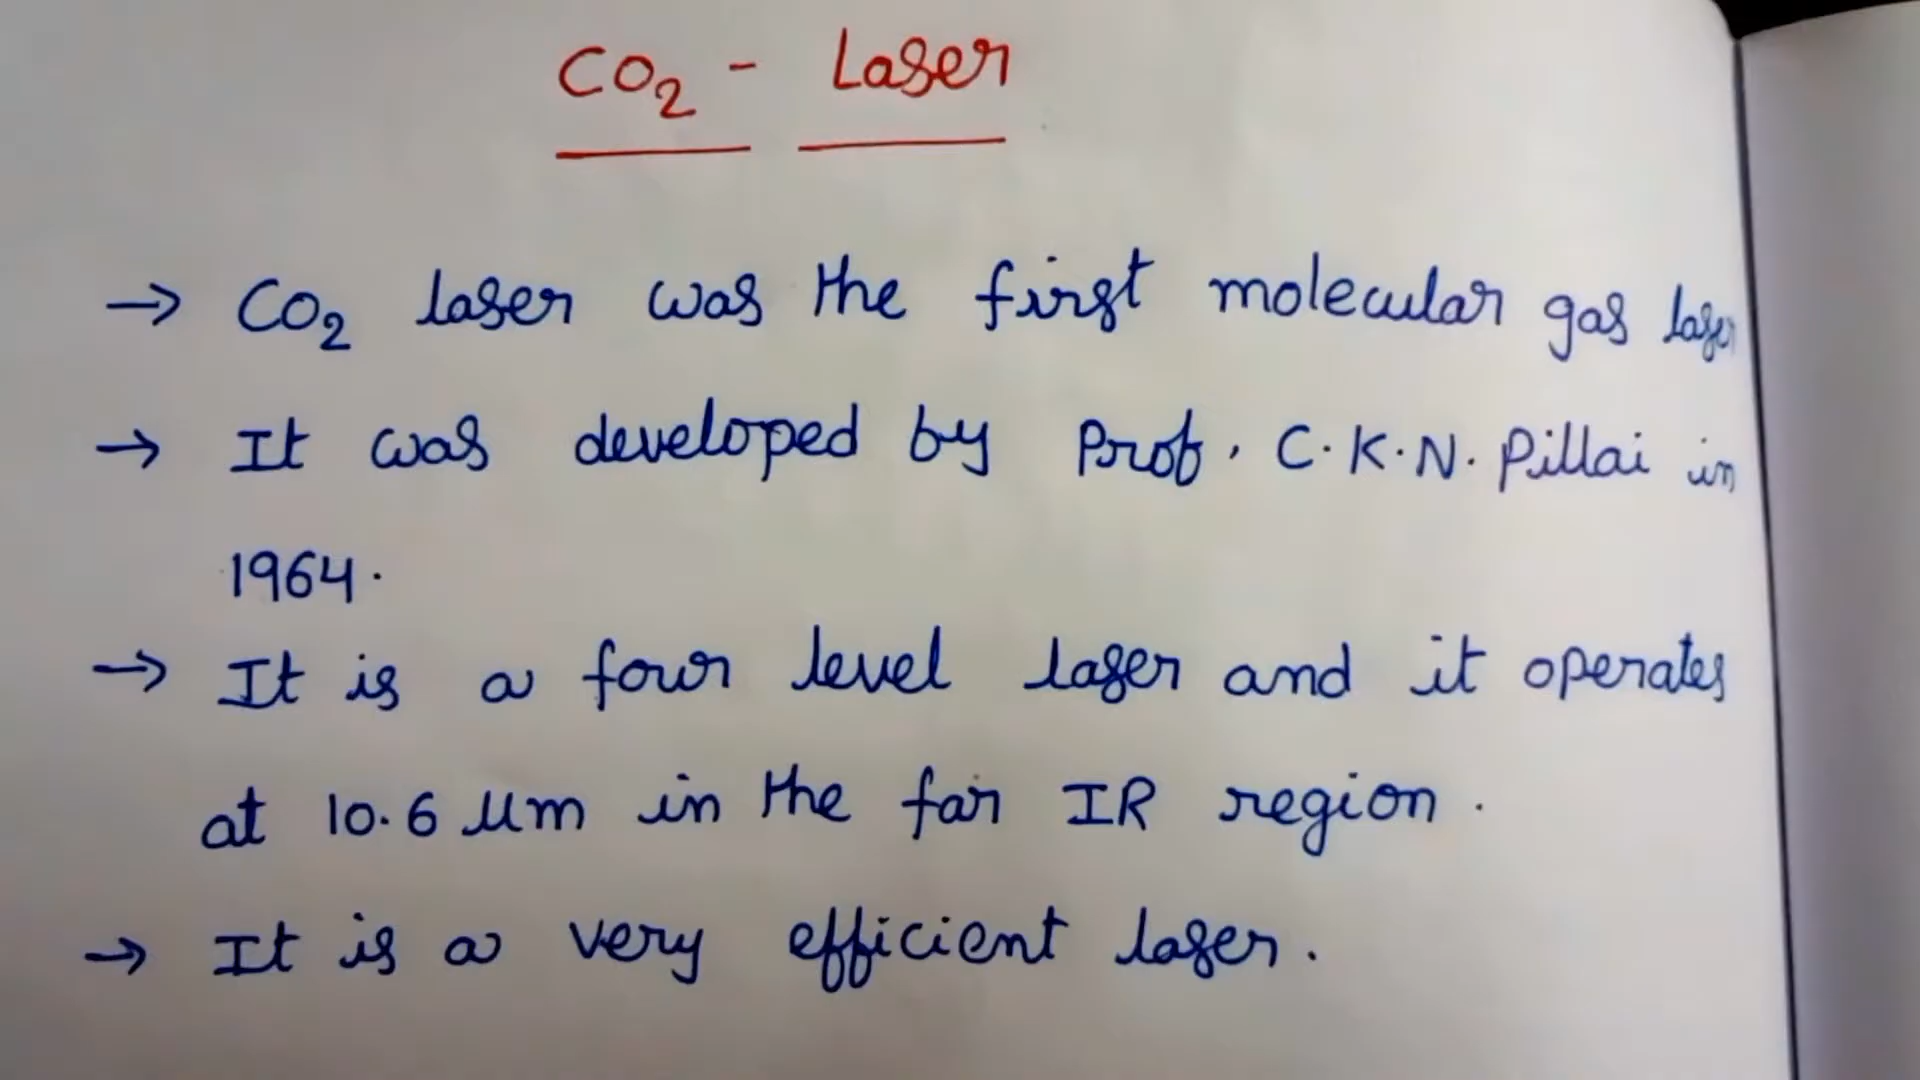 CO₂ - Laser
→ CO₂ laser was the first molecular gas laser
→ It was developed by Prof. C.K.N. Pillai in
1964.
→ It is a four level laser and it operates
at 10.6 μm in the far IR region.
→ It is a very efficient laser.